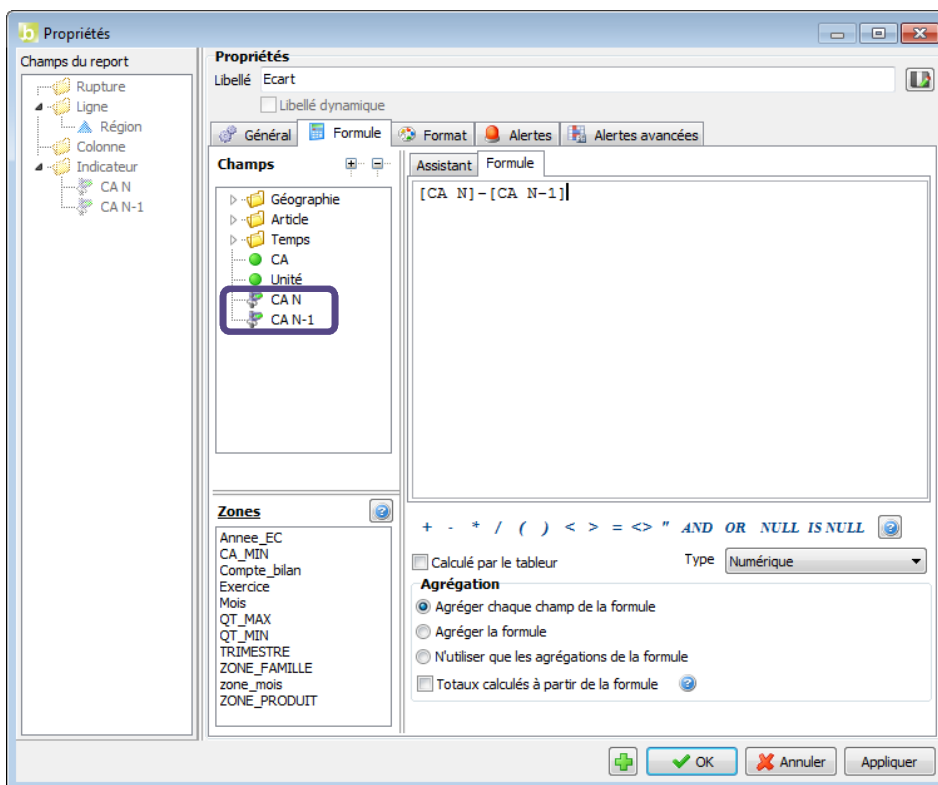 Propriétés
Champs du report
Rupture
Ligne
Région
Colonne
Indicateur
CA N
CA N-1
Propriétés
Libellé Ecart
Libellé dynamique
Général Formule Format Alertes Alertes avancées
Champs
Géographie
Article
Temps
CA
Unité
CA N
CA N-1
Assistant Formule
[CA N]-[CA N-1]
Zones
Annee_EC
CA_MIN
Compte_bilan
Exercice
Mois
QT_MAX
QT_MIN
TRIMESTRE
ZONE_FAMILLE
zone_mois
ZONE_PRODUIT
+ - * / ( ) < > = <> " AND OR NULL IS NULL
Calculé par le tableur Type Numérique
Agrégation
Agréger chaque champ de la formule
Agréger la formule
N'utiliser que les agrégations de la formule
Totaux calculés à partir de la formule
OK Annuler Appliquer